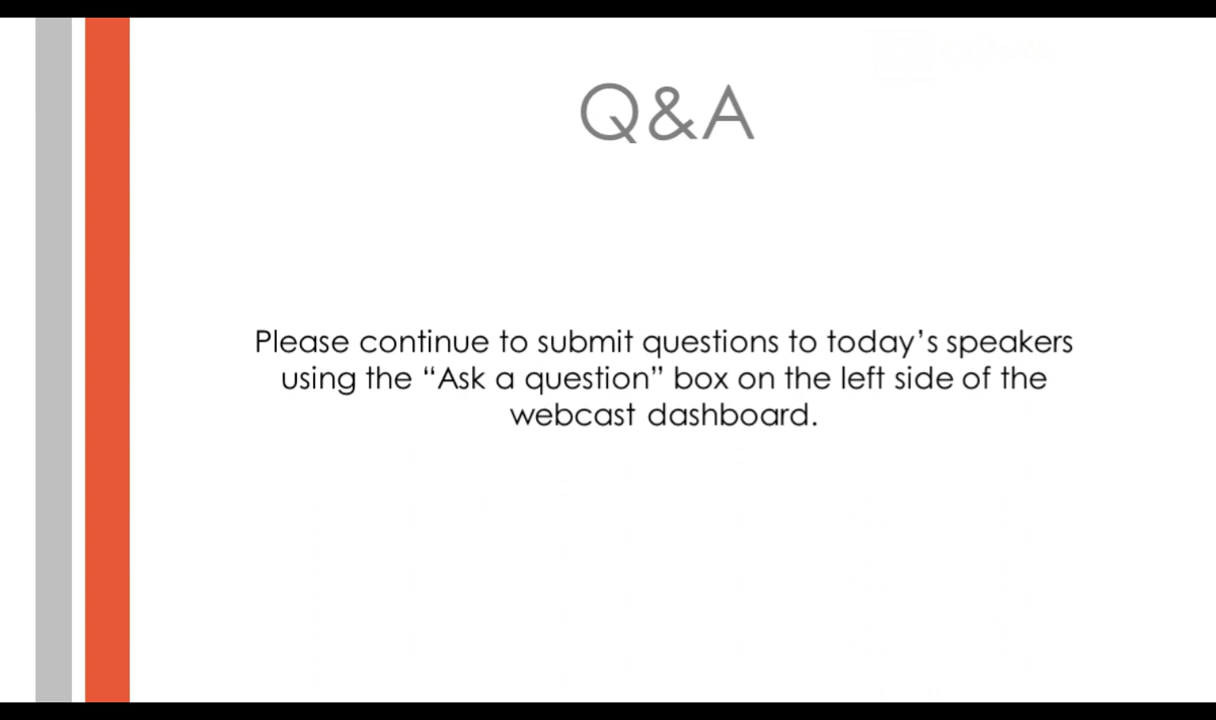 Q&A
Please continue to submit questions to today’s speakers
using the “Ask a question” box on the left side of the
webcast dashboard.